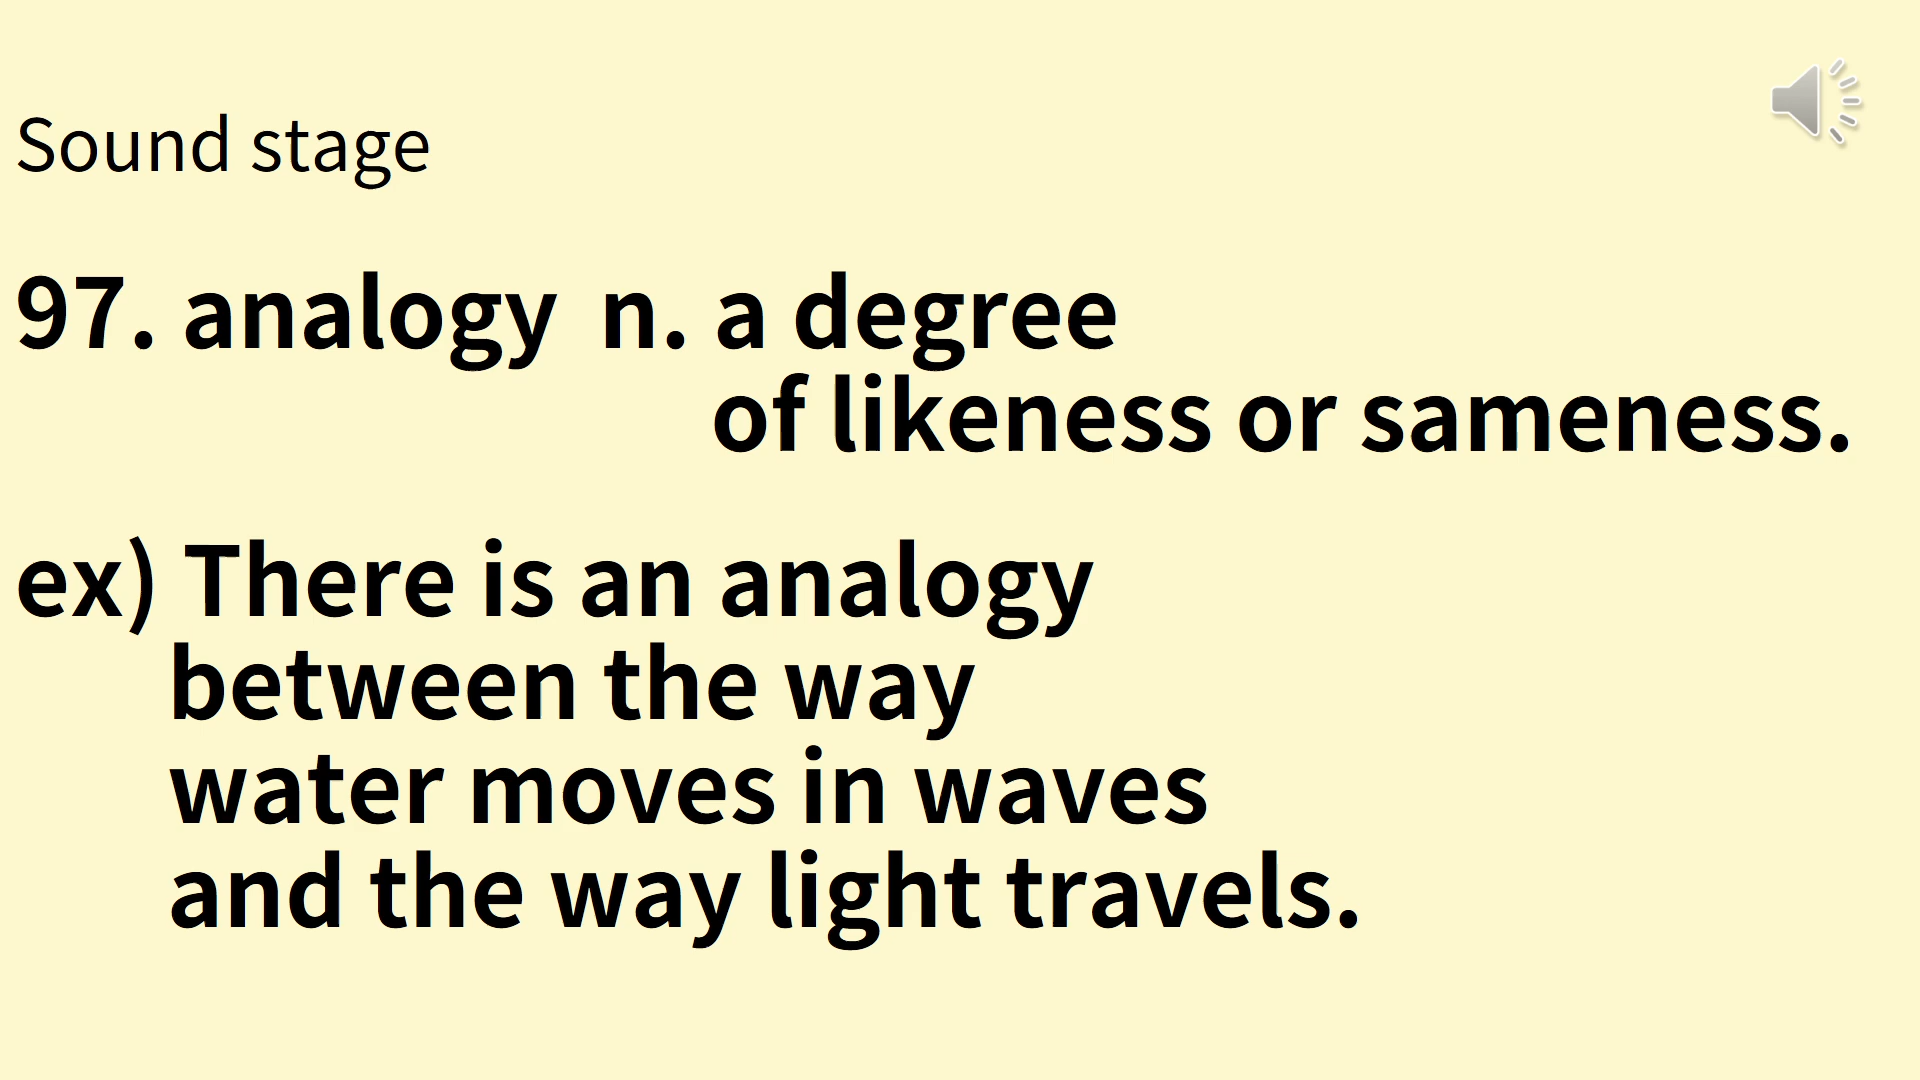 Sound stage
97. analogy  n. a degree
of likeness or sameness.
ex) There is an analogy
between the way
water moves in waves
and the way light travels.